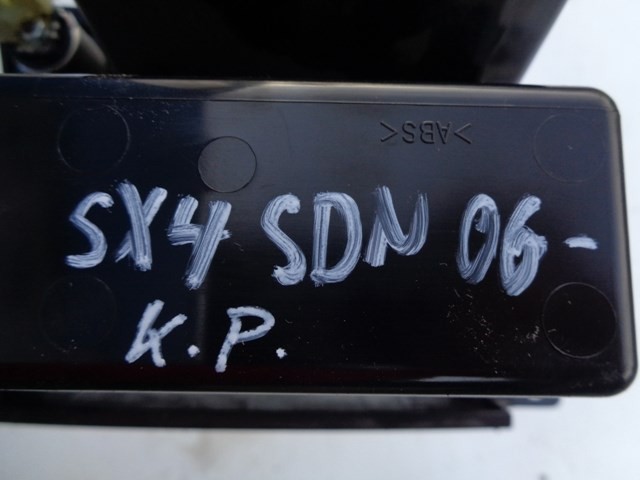 >ABS<
SX4 SDN 06-
K.P.